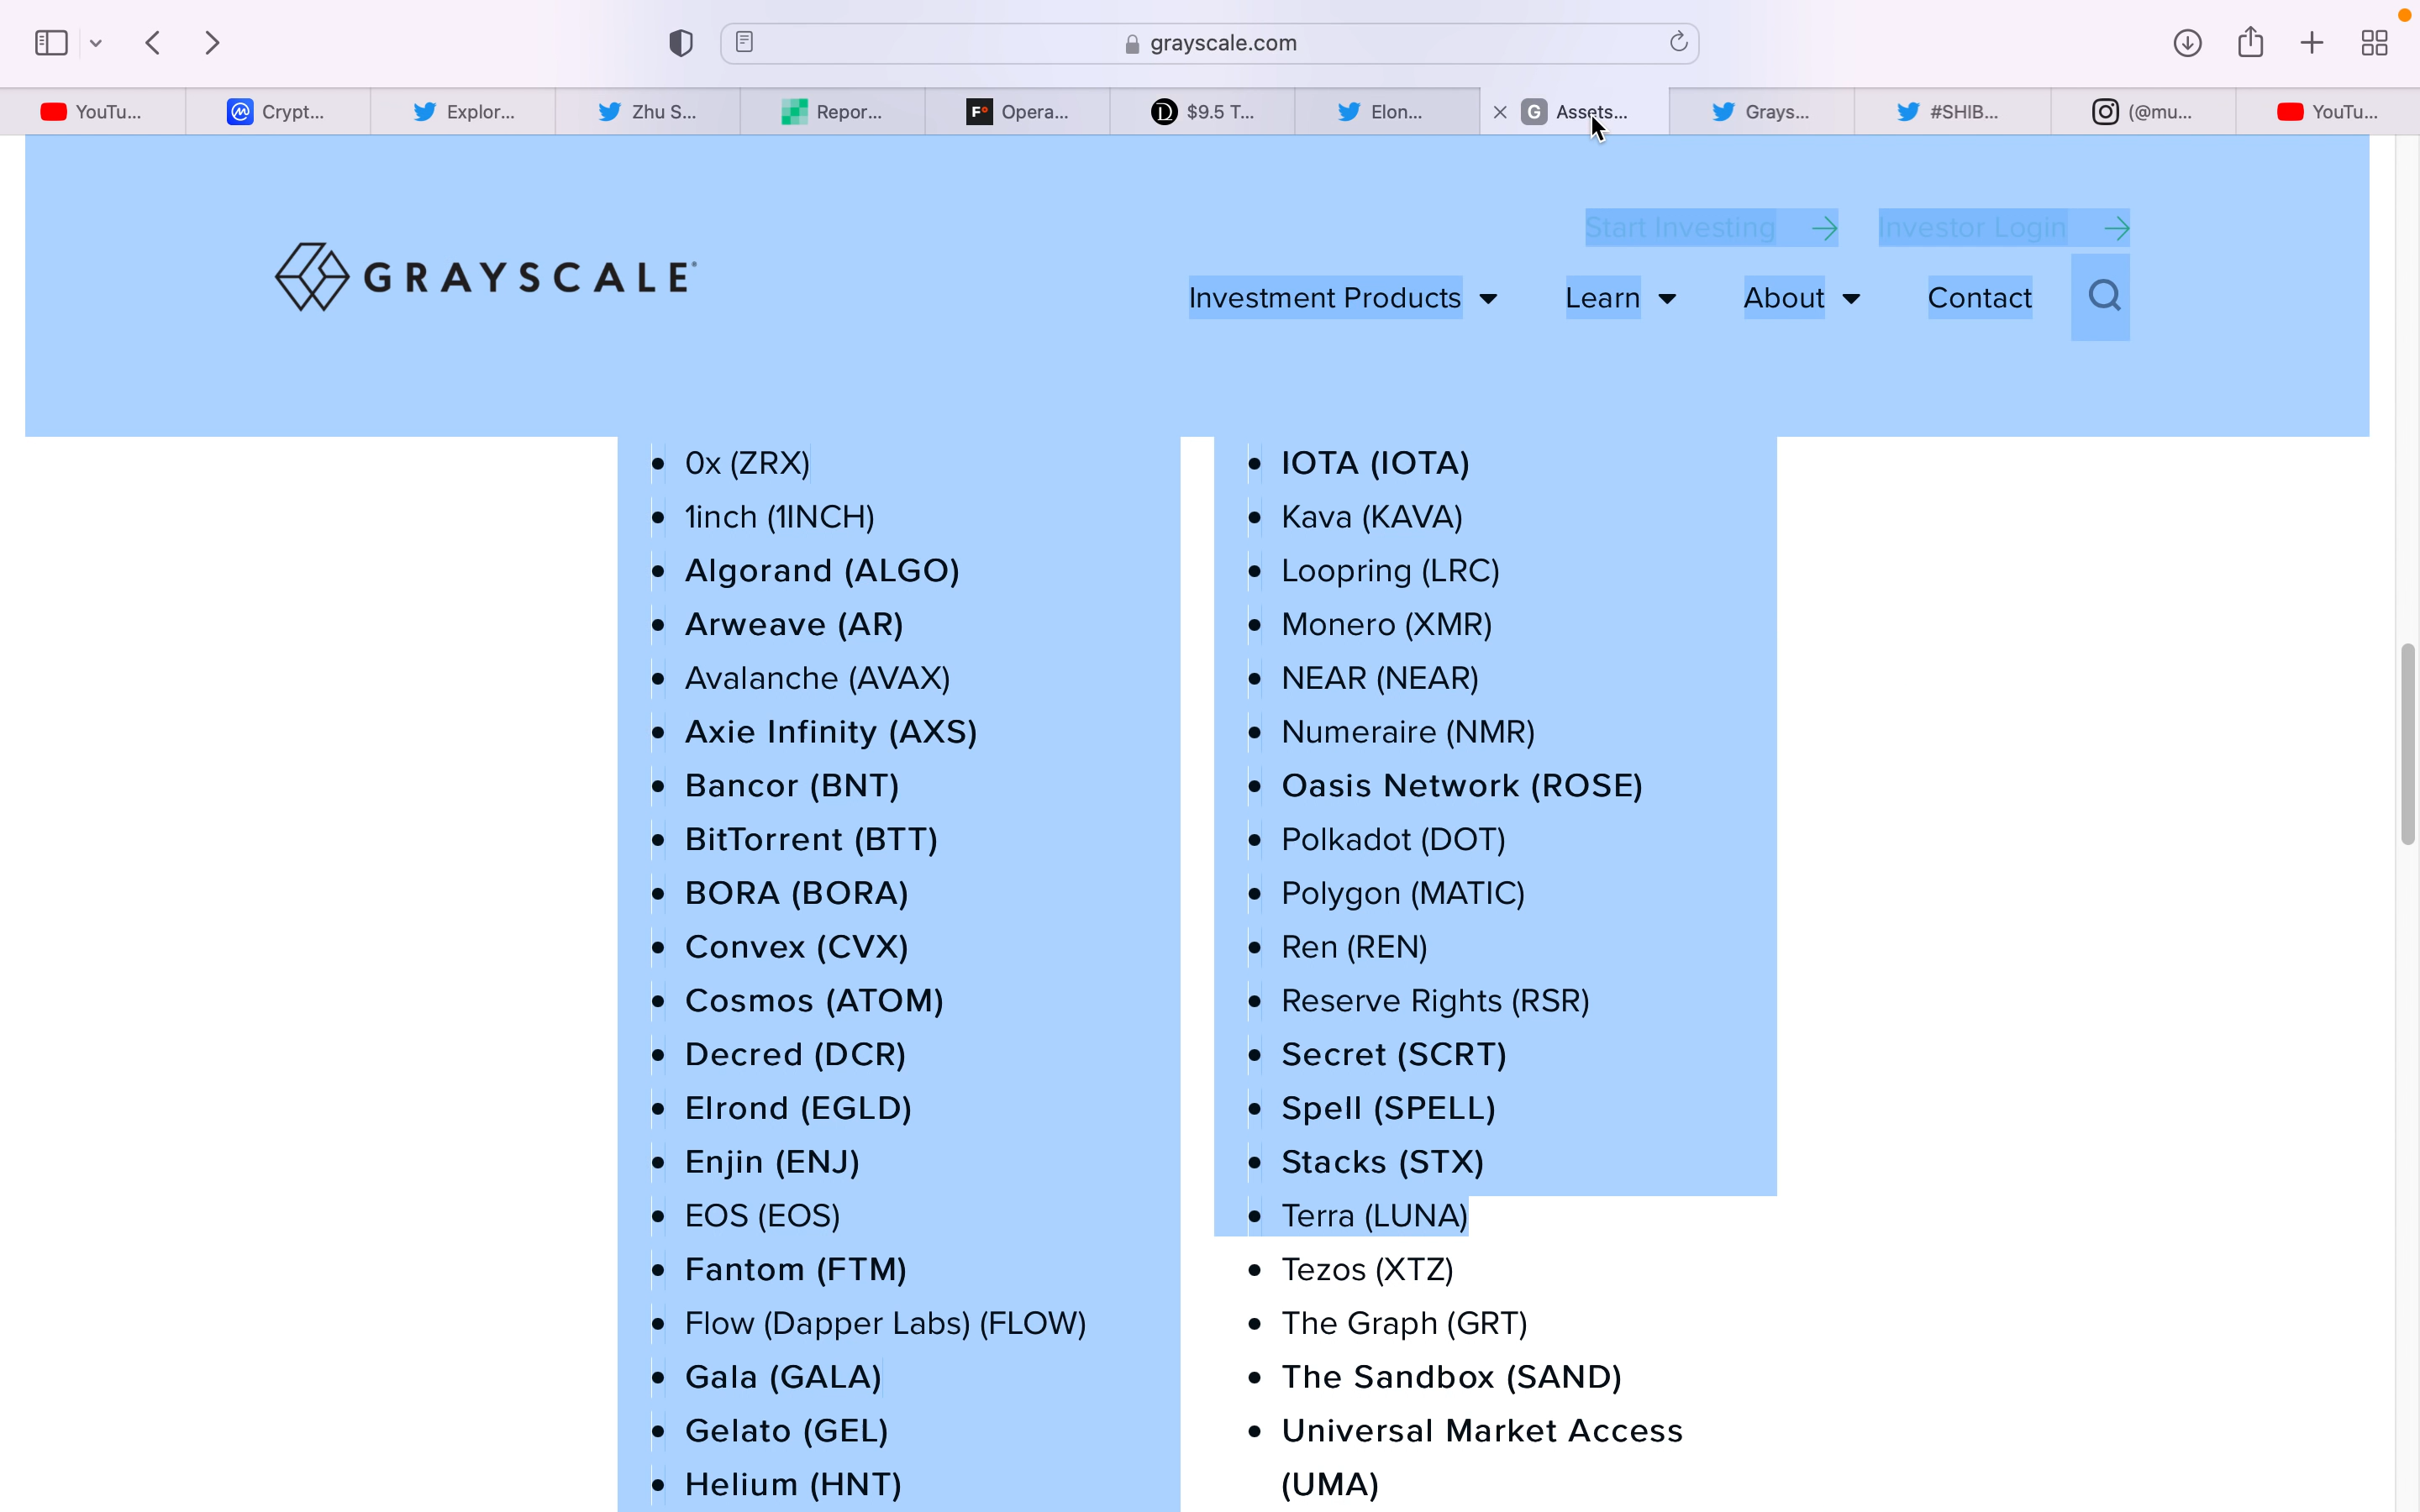 grayscale.com
YouTu...
Crypt...
Explor...
Zhu S...
Repor...
F
Opera...
$9.5 T...
Elon...
G
Assets...
Grays...
#SHIB...
(@mu...
YouTu...
Start Investing
Investor Login
GRAYSCALE
Investment Products
Learn
About
Contact
0x (ZRX)
1inch (1INCH)
Algorand (ALGO)
Arweave (AR)
Avalanche (AVAX)
Axie Infinity (AXS)
Bancor (BNT)
BitTorrent (BTT)
BORA (BORA)
Convex (CVX)
Cosmos (ATOM)
Decred (DCR)
Elrond (EGLD)
Enjin (ENJ)
EOS (EOS)
Fantom (FTM)
Flow (Dapper Labs) (FLOW)
Gala (GALA)
Gelato (GEL)
Helium (HNT)
IOTA (IOTA)
Kava (KAVA)
Loopring (LRC)
Monero (XMR)
NEAR (NEAR)
Numeraire (NMR)
Oasis Network (ROSE)
Polkadot (DOT)
Polygon (MATIC)
Ren (REN)
Reserve Rights (RSR)
Secret (SCRT)
Spell (SPELL)
Stacks (STX)
Terra (LUNA)
Tezos (XTZ)
The Graph (GRT)
The Sandbox (SAND)
Universal Market Access
(UMA)